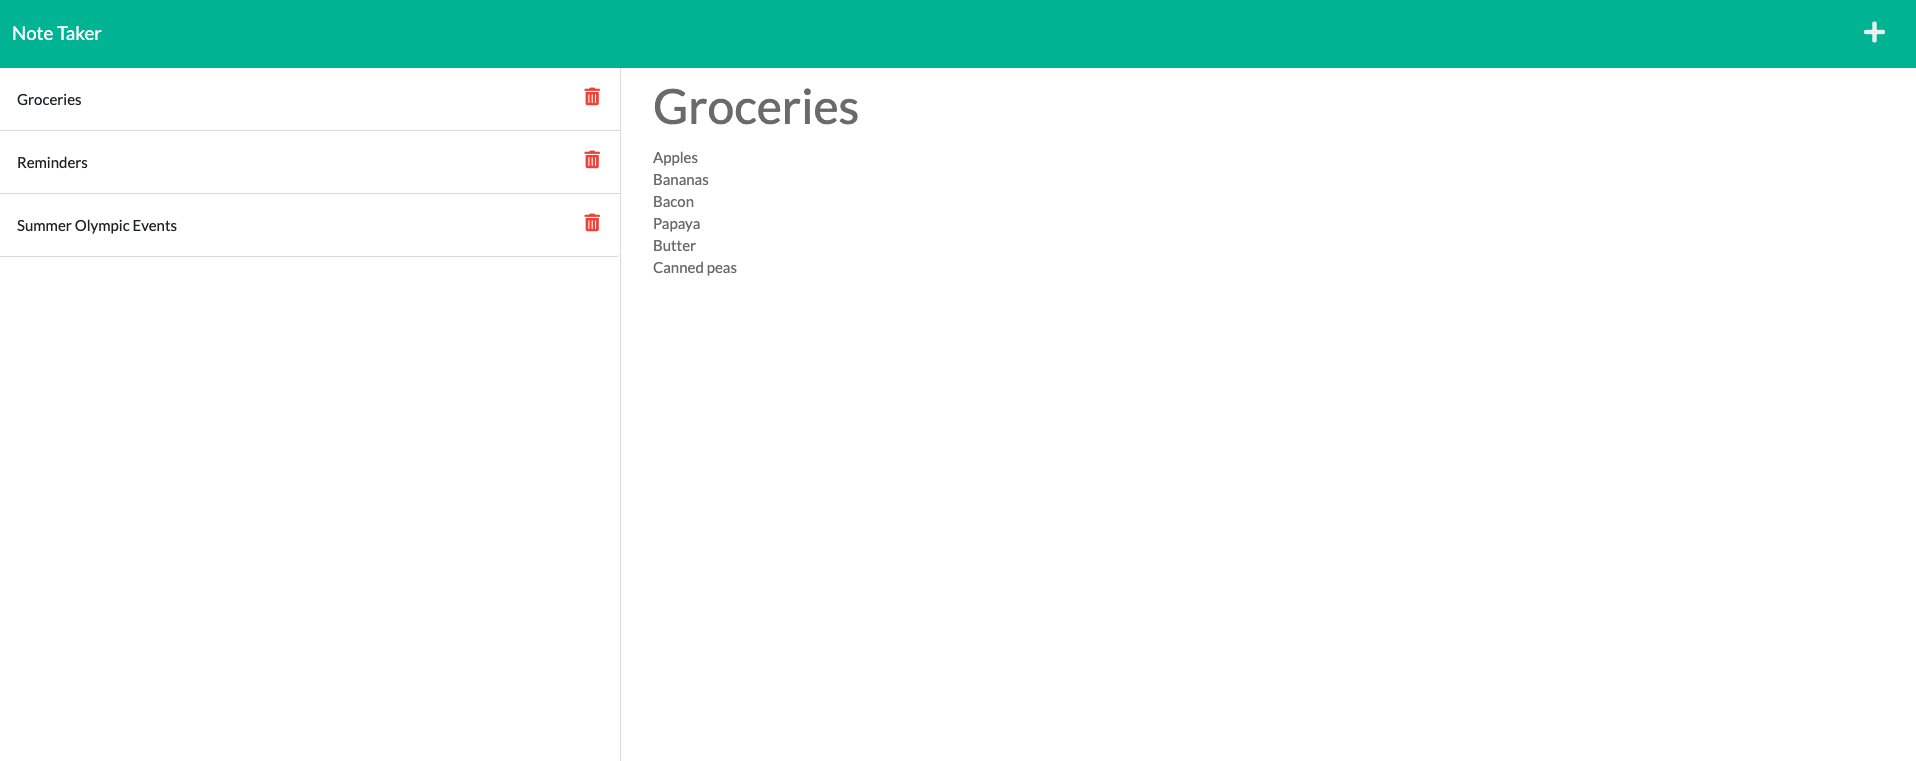 Note Taker
Groceries
Reminders
Summer Olympic Events
Groceries
Apples
Bananas
Bacon
Papaya
Butter
Canned peas